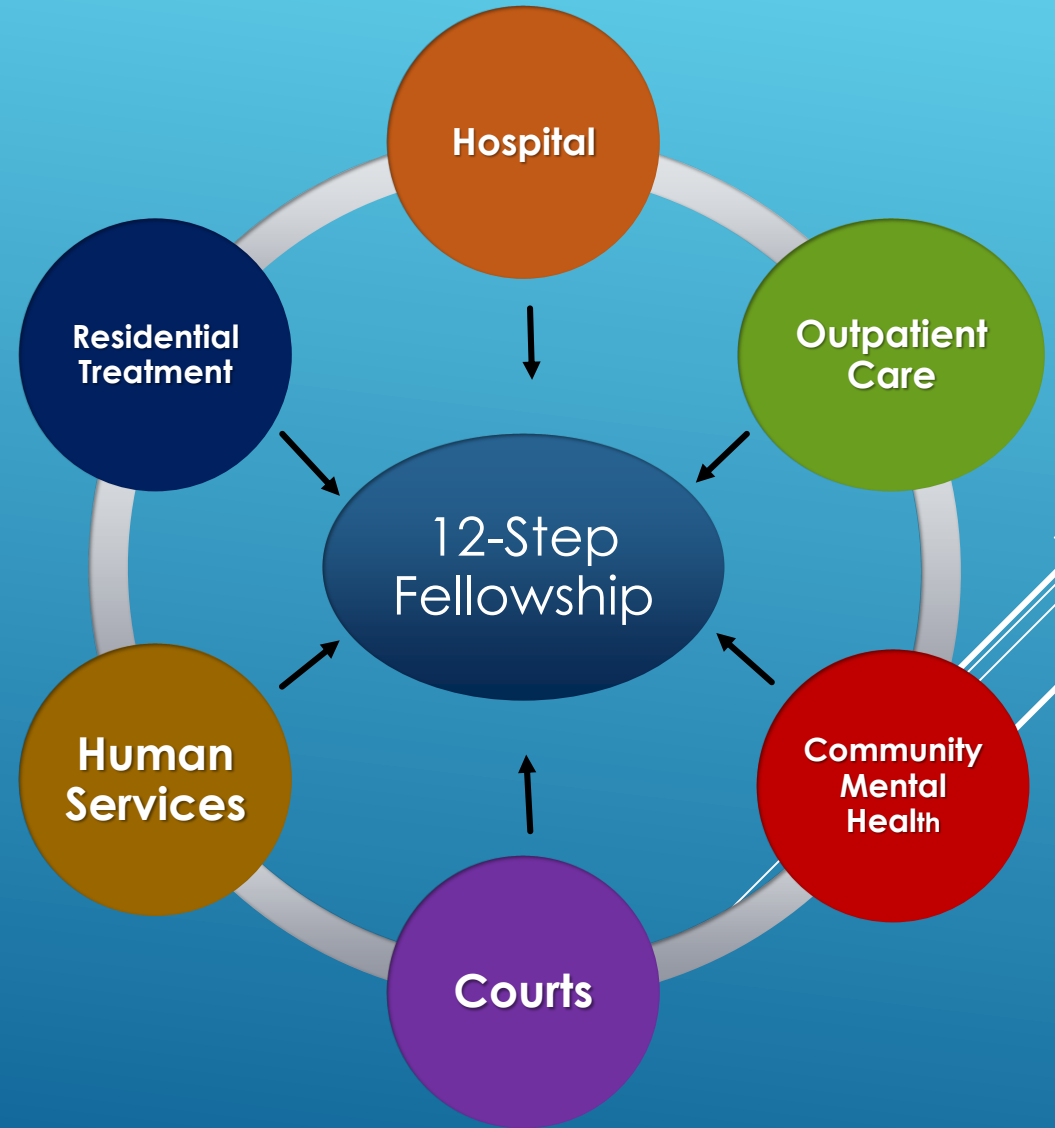 Hospital
Residential
Treatment
Outpatient
Care
12-Step
Fellowship
Human
Services
Community
Mental
Health
Courts